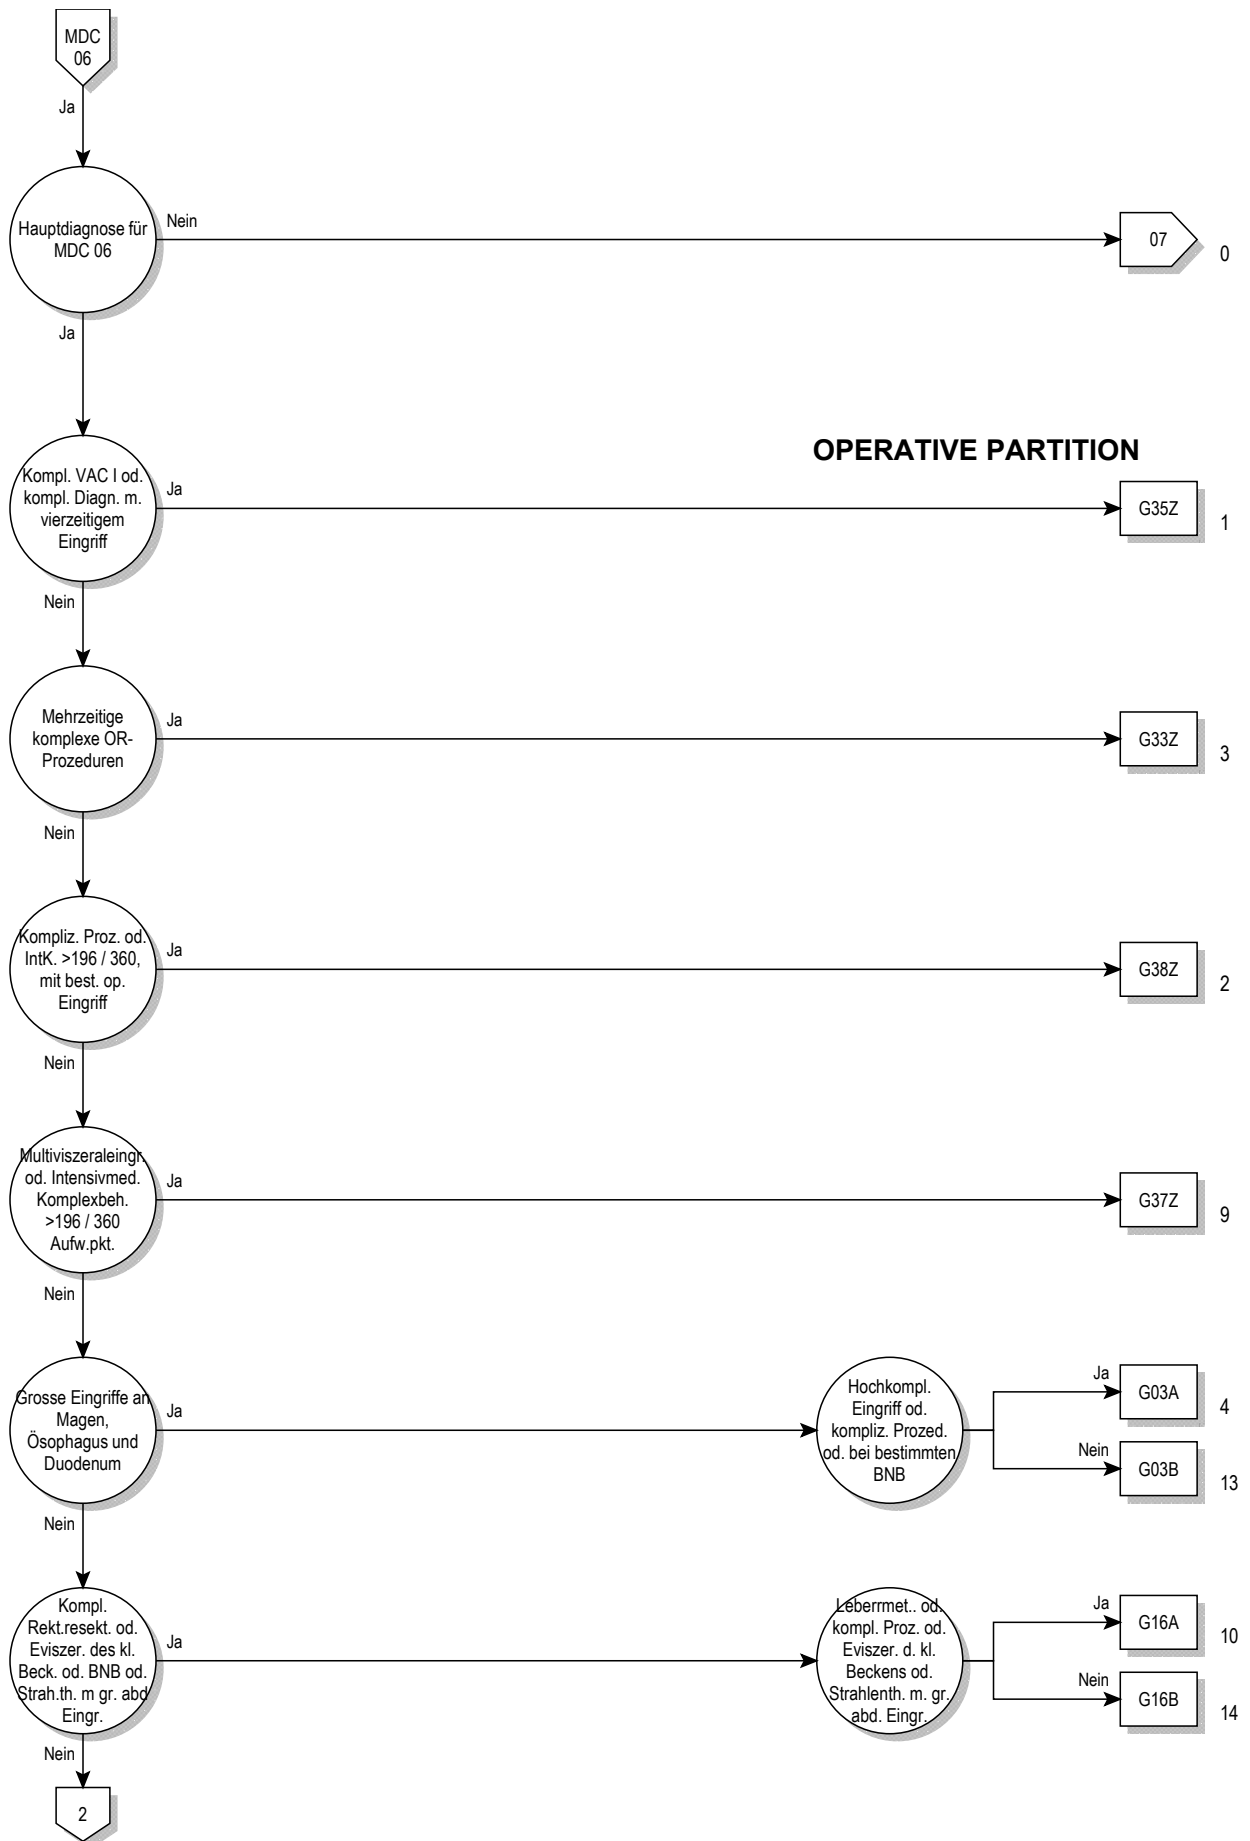 MDC
06
Ja
Hauptdiagnose für
MDC 06
Nein
07
0
Ja
OPERATIVE PARTITION
Kompl. VAC I od.
kompl. Diagn. m.
vierzeitigem
Eingriff
Ja
G35Z
1
Nein
Mehrzeitige
komplexe OR-
Prozeduren
Ja
G33Z
3
Nein
Kompliz. Proz. od.
IntK. >196 / 360,
mit best. op.
Eingriff
Ja
G38Z
2
Nein
Multiviszeraleingr.
od. Intensivmed.
Komplexbeh.
>196 / 360
Aufw.pkt.
Ja
G37Z
9
Nein
Grosse Eingriffe an
Magen,
Ösophagus und
Duodenum
Ja
Hochkompl.
Eingriff od.
kompliz. Prozed.
od. bei bestimmten
BNB
Ja
G03A
4
Nein
G03B
13
Nein
Kompl.
Rekt.resekt. od.
Eviszer. des kl.
Beck. od. BNB od.
Strah.th. m gr. abd
Eingr.
Ja
Leberrmet.. od.
kompl. Proz. od.
Eviszer. d. kl.
Beckens od.
Strahlenth. m. gr.
abd. Eingr.
Ja
G16A
10
Nein
G16B
14
Nein
2